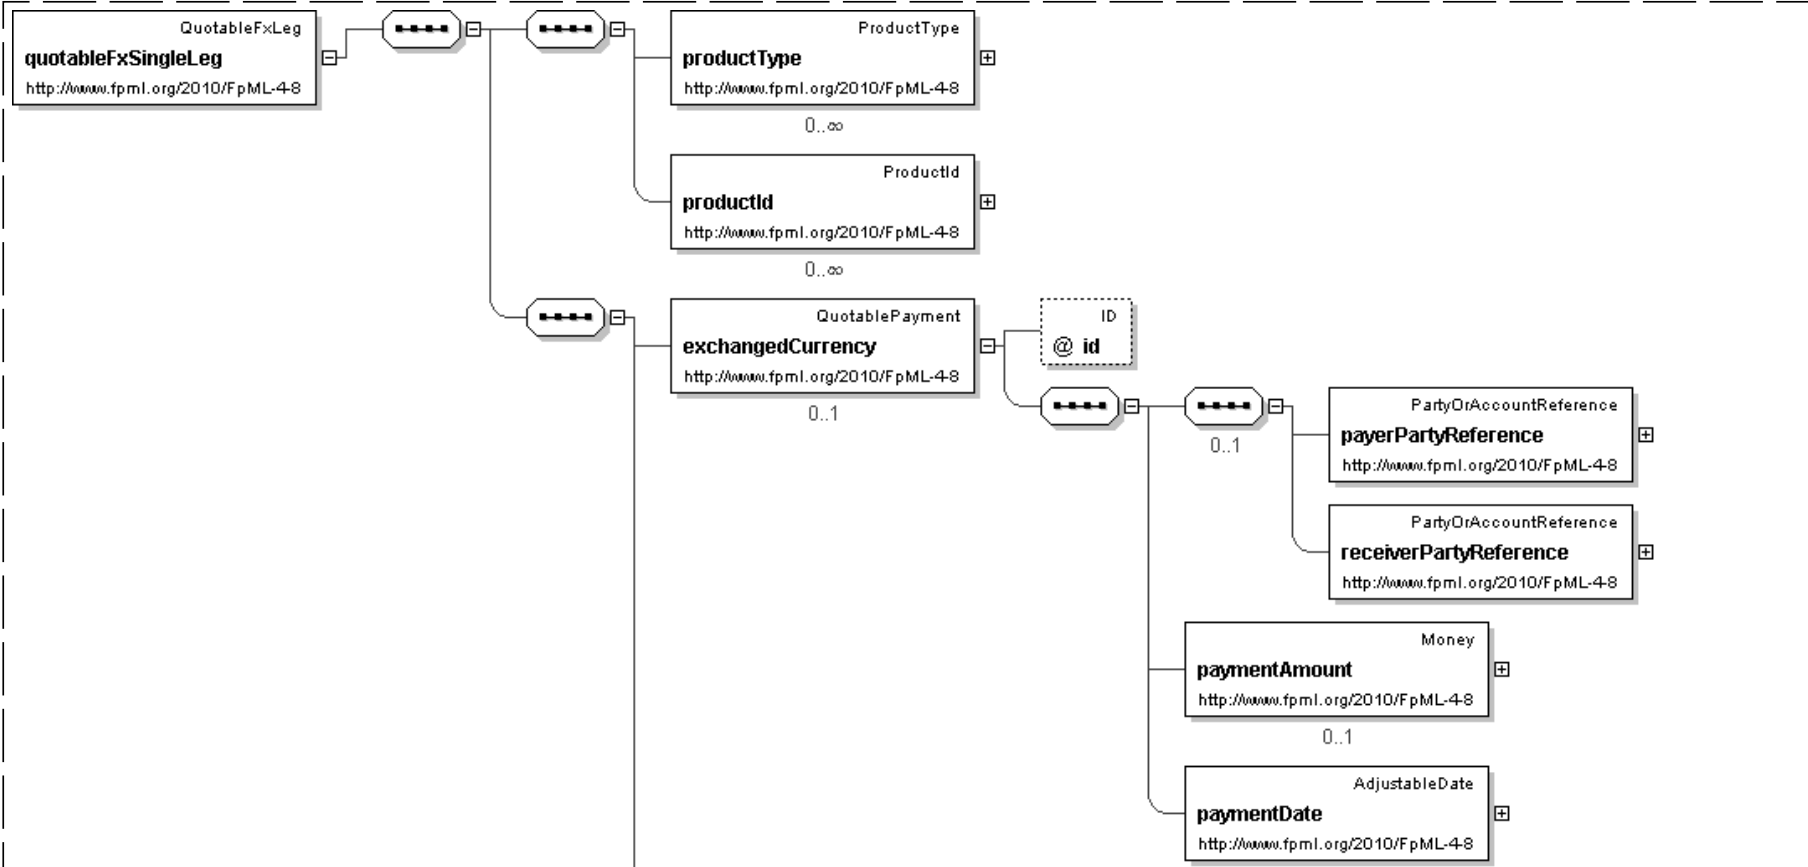 QuotableFxLeg
quotableFxSingleLeg
http://www.fpml.org/2010/FpML-4-8
ProductType
productType
http://www.fpml.org/2010/FpML-4-8
0..∞
ProductId
productId
http://www.fpml.org/2010/FpML-4-8
0..∞
QuotablePayment
exchangedCurrency
http://www.fpml.org/2010/FpML-4-8
0..1
ID
@ id
0..1
PartyOrAccountReference
payerPartyReference
http://www.fpml.org/2010/FpML-4-8
PartyOrAccountReference
receiverPartyReference
http://www.fpml.org/2010/FpML-4-8
Money
paymentAmount
http://www.fpml.org/2010/FpML-4-8
0..1
AdjustableDate
paymentDate
http://www.fpml.org/2010/FpML-4-8